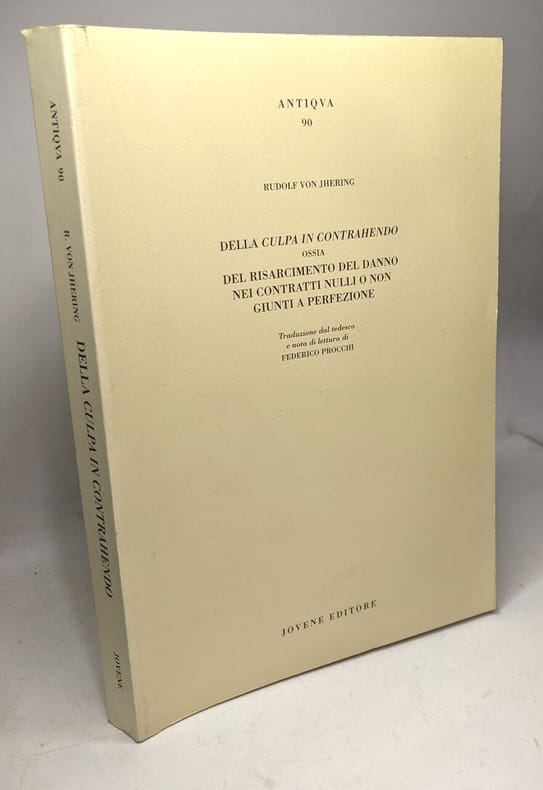 ANTIQVA
90
RUDOLF VON JHERING
DELLA CULPA IN CONTRAHENDO
OSSIA
DEL RISARCIMENTO DEL DANNO
NEI CONTRATTI NULLI O NON
GIUNTI A PERFEZIONE
Traduzione dal tedesco
e nota di lettura di
FEDERICO PROCCHI
JOVENE EDITORE
ANTIQVA 90
R. VON JHERING
DELLA CULPA IN CONTRAHENDO
JOVENE